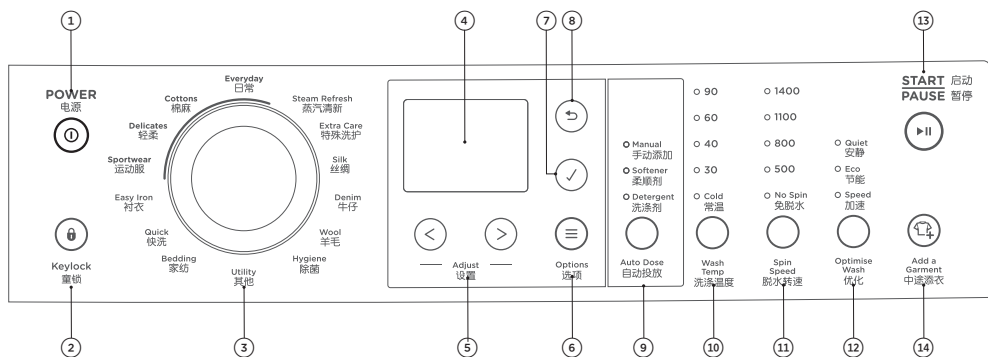 1
4
7
8
13
POWER
电源
Everyday
日常
Cottons
棉麻
Steam Refresh
蒸汽清新
Delicates
轻柔
Extra Care
特殊洗护
Sportwear
运动服
Silk
丝绸
Easy Iron
衬衣
Denim
牛仔
Quick
快洗
Wool
羊毛
Bedding
家纺
Hygiene
除菌
Utility
其他
Keylock
童锁
Adjust
设置
Options
选项
Manual
手动添加
Softener
柔顺剂
Detergent
洗涤剂
Auto Dose
自动投放
90
60
40
30
Cold
常温
Wash
Temp
洗涤温度
1400
1100
800
500
No Spin
免脱水
Spin
Speed
脱水转速
Quiet
安静
Eco
节能
Speed
加速
Optimise
Wash
优化
START 启动
PAUSE 暂停
Add a
Garment
中途添衣
2
3
5
6
9
10
11
12
14